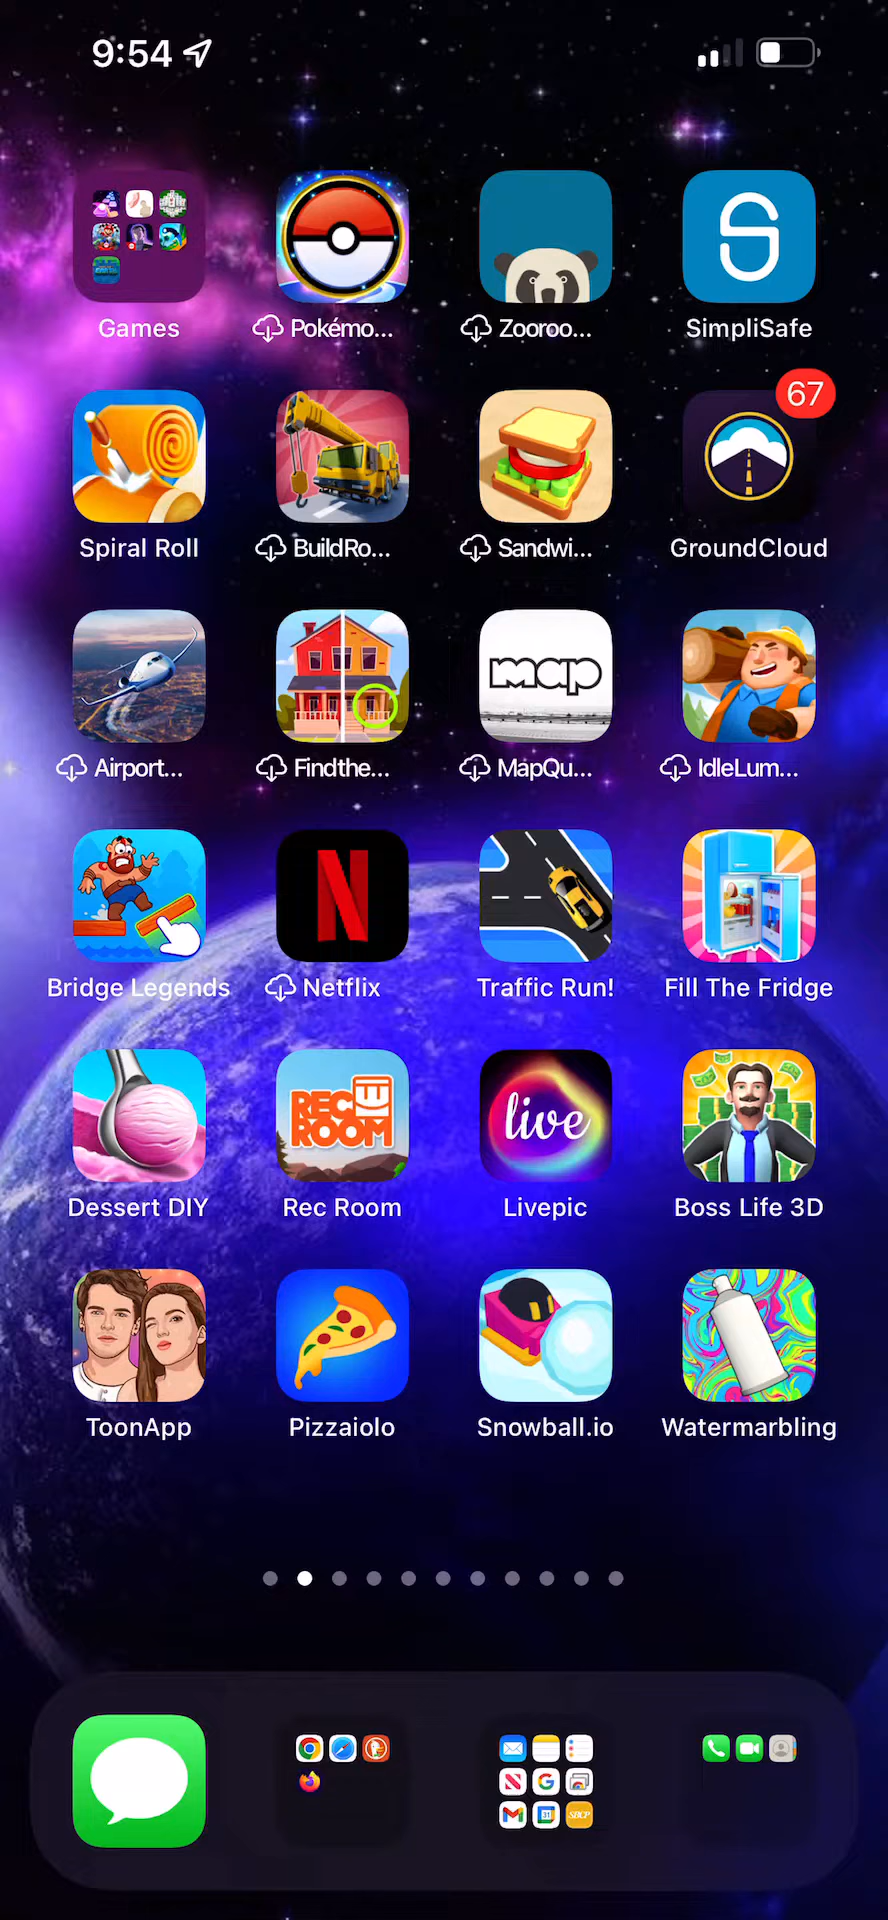 9:54
Games
Pokémo...
Zooroo...
S
SimpliSafe
67
Spiral Roll
BuildRo...
Sandwi...
GroundCloud
map
Airport...
Findthe...
MapQu...
IdleLum...
N
Bridge Legends
Netflix
Traffic Run!
Fill The Fridge
REC
ROOM
live
Dessert DIY
Rec Room
Livepic
Boss Life 3D
ToonApp
Pizzaiolo
Snowball.io
Watermarbling
N
G
M
31
SBCP